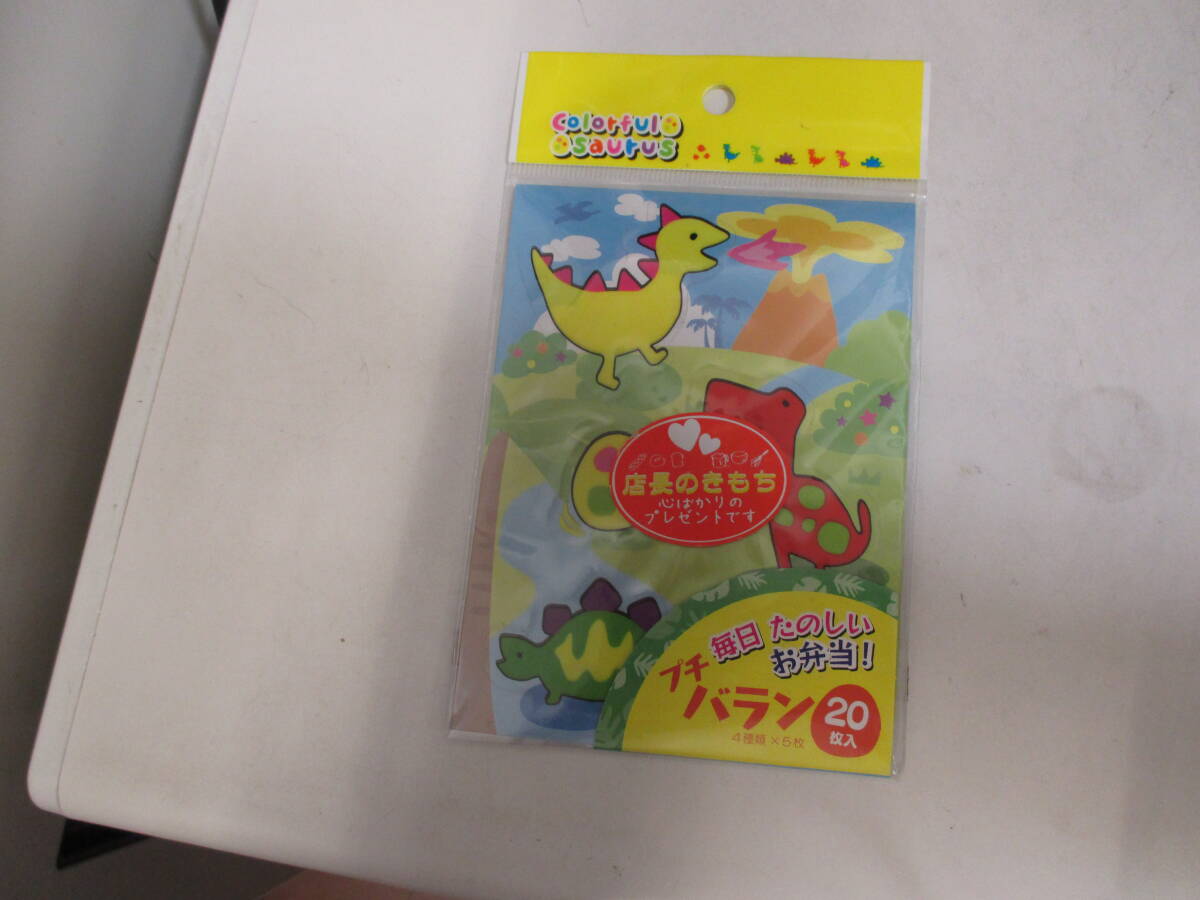 Colorful
saurus
店長のきもち
心ばかりの
プレゼントです
毎日 たのしい
お弁当!
プチ
バラン
20
枚入
4種類×5枚